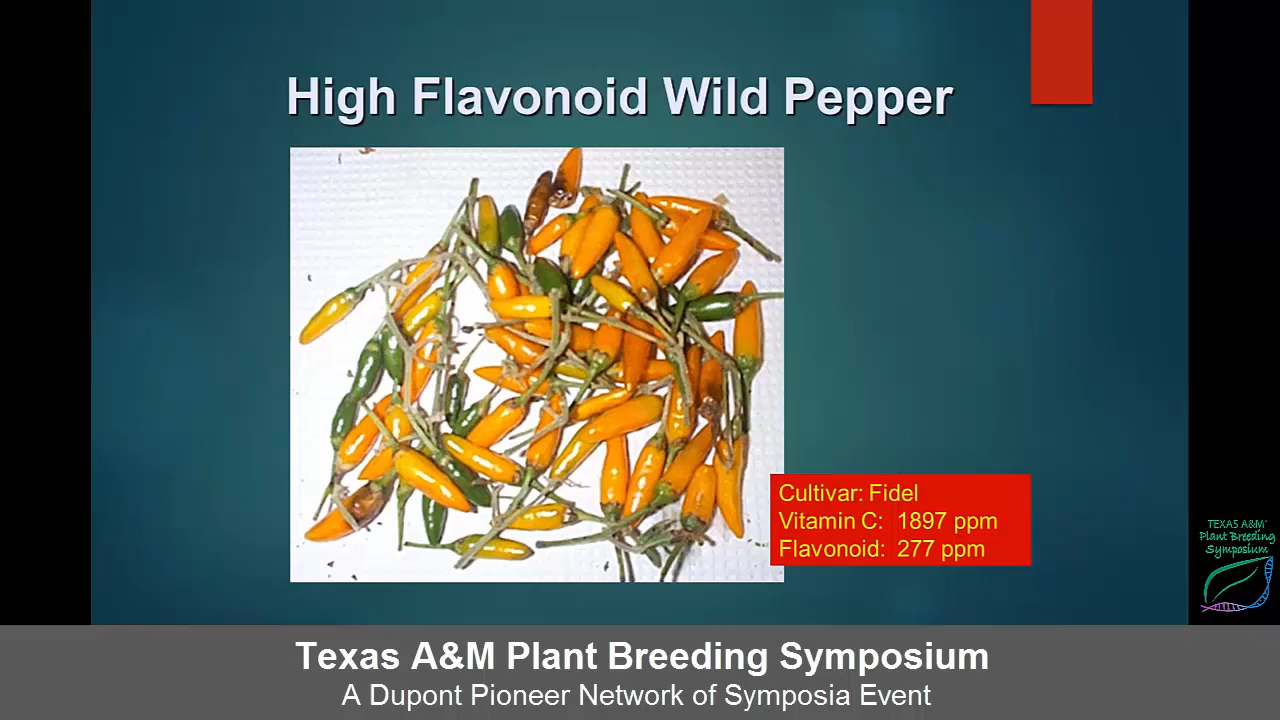 High Flavonoid Wild Pepper
Cultivar: Fidel
Vitamin C: 1897 ppm
Flavonoid: 277 ppm
TEXAS A&M
Plant Breeding
Symposium
Texas A&M Plant Breeding Symposium
A Dupont Pioneer Network of Symposia Event